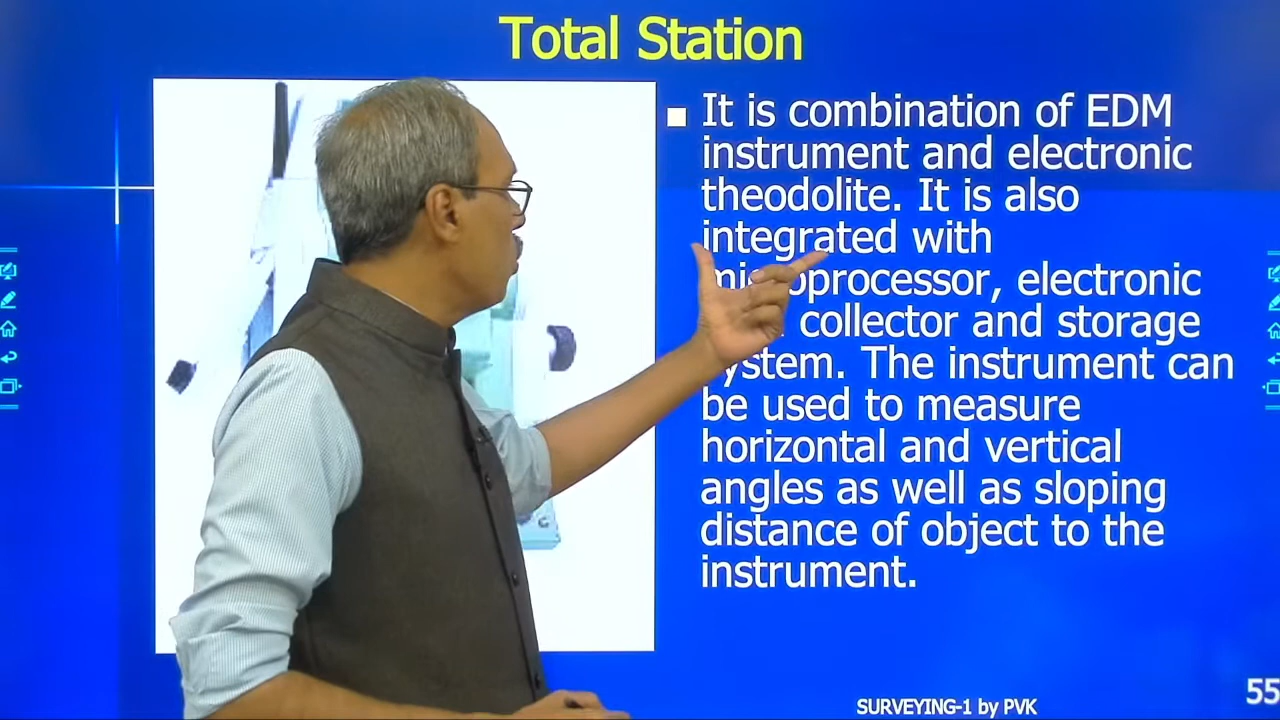 Total Station
It is combination of EDM
instrument and electronic
theodolite. It is also
integrated with
microprocessor, electronic
collector and storage
system. The instrument can
be used to measure
horizontal and vertical
angles as well as sloping
distance of object to the
instrument.
SURVEYING-1 by PVK
55